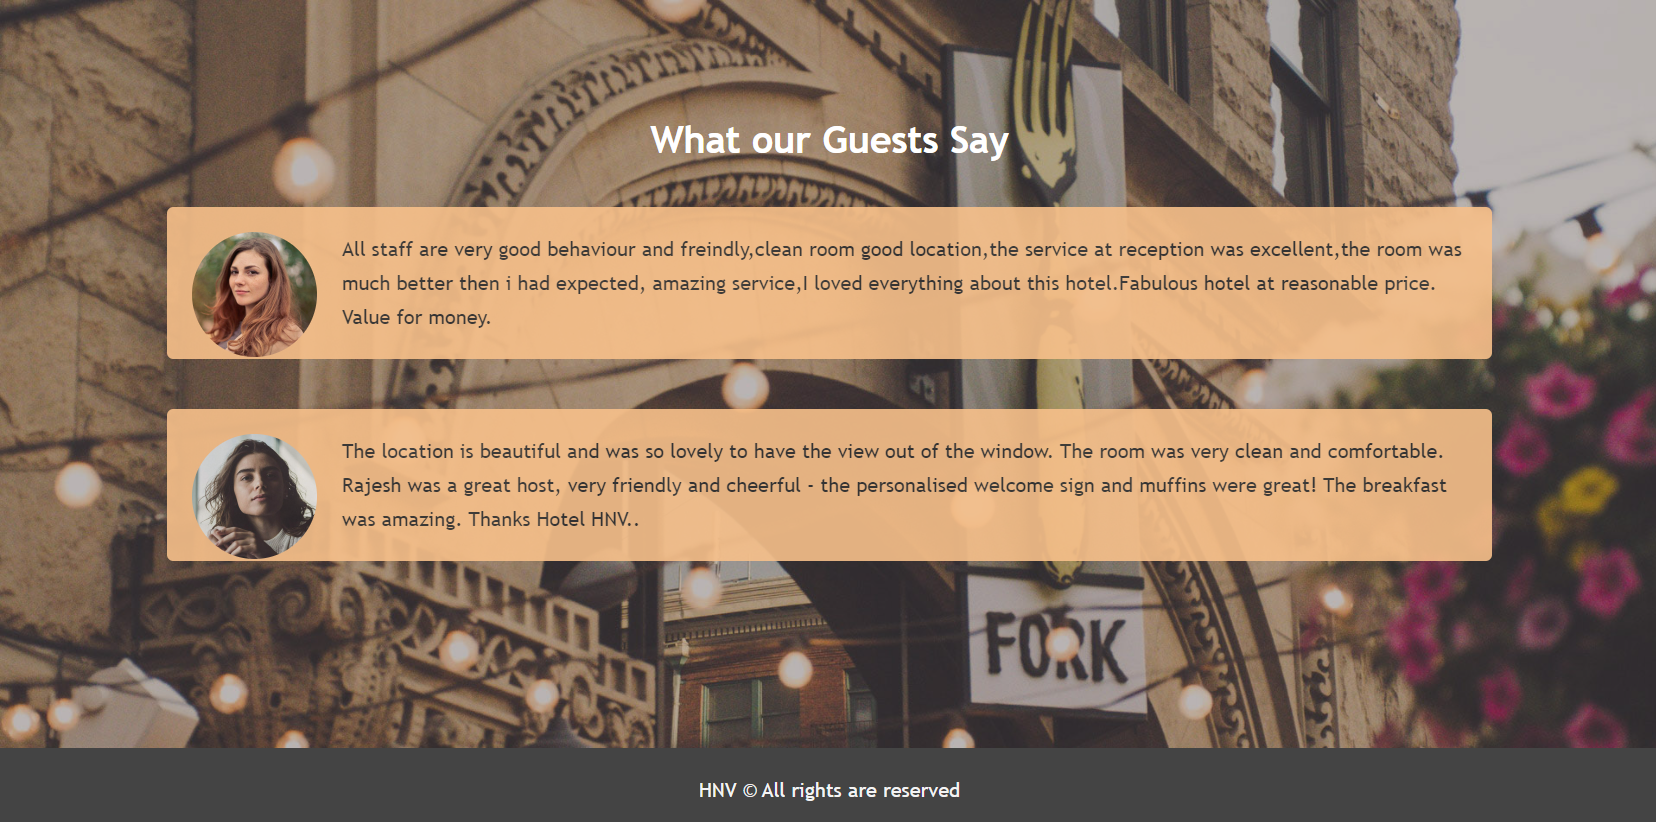 What our Guests Say
All staff are very good behaviour and freindly,clean room good location,the service at reception was excellent,the room was
much better then i had expected, amazing service,I loved everything about this hotel.Fabulous hotel at reasonable price.
Value for money.
The location is beautiful and was so lovely to have the view out of the window. The room was very clean and comfortable.
Rajesh was a great host, very friendly and cheerful - the personalised welcome sign and muffins were great! The breakfast
was amazing. Thanks Hotel HNV..
FORK
HNV © All rights are reserved